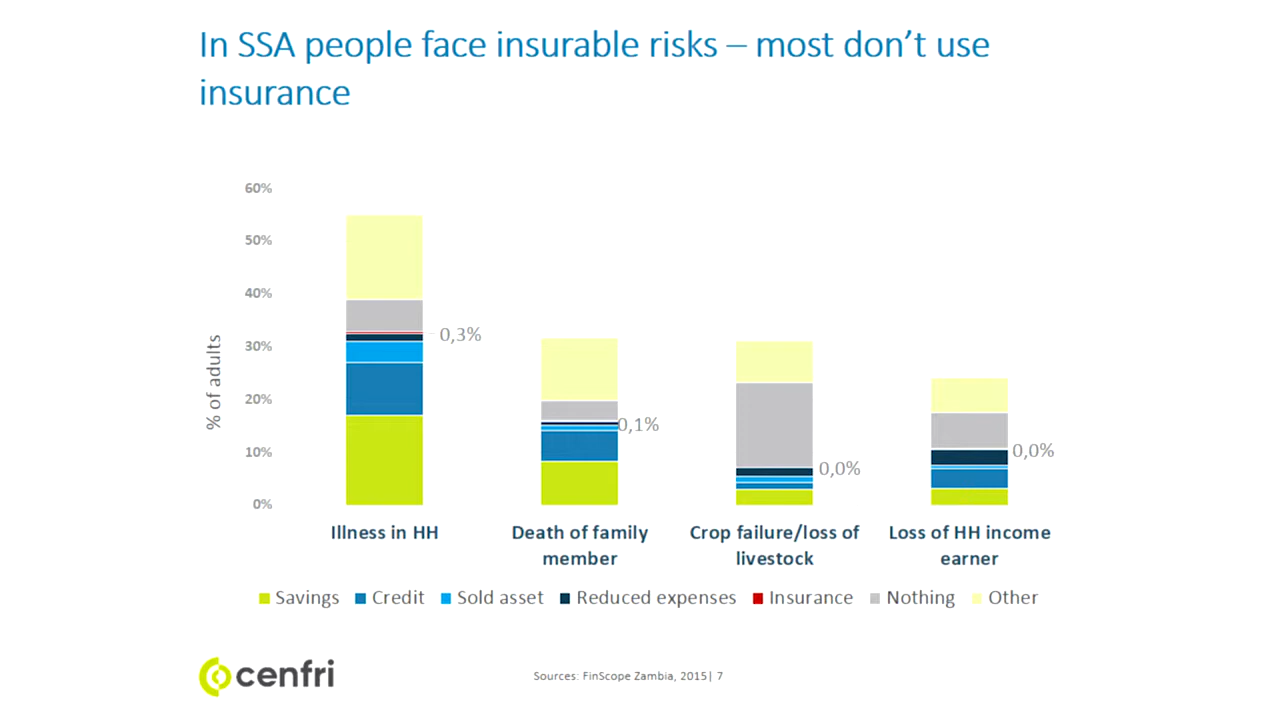 In SSA people face insurable risks – most don’t use
insurance
60%
50%
40%
30%
20%
10%
0%
% of adults
0,3%
0,1%
0,0%
0,0%
Illness in HH
Death of family
member
Crop failure/loss of
livestock
Loss of HH income
earner
Savings
Credit
Sold asset
Reduced expenses
Insurance
Nothing
Other
cenfri
Sources: FinScope Zambia, 2015| 7